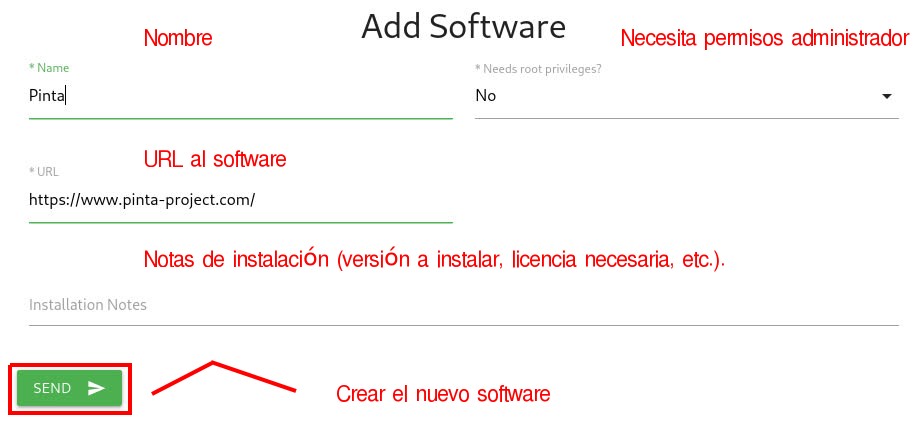 Add Software
Nombre
Necesita permisos administrador
* Name
* Needs root privileges?
Pinta
No
URL al software
* URL
https://www.pinta-project.com/
Notas de instalación (versión a instalar, licencia necesaria, etc.).
Installation Notes
SEND
Crear el nuevo software